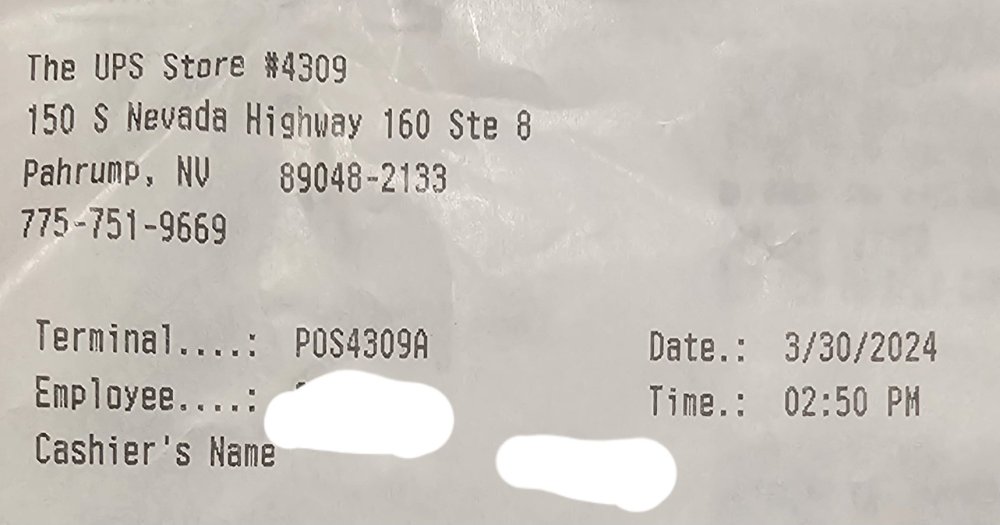 The UPS Store #4309
150 S Nevada Highway 160 Ste 8
Pahrump, NV 89048-2133
775-751-9669
Terminal....: POS4309A Date.: 3/30/2024
Employee....: Time.: 02:50 PM
Cashier's Name